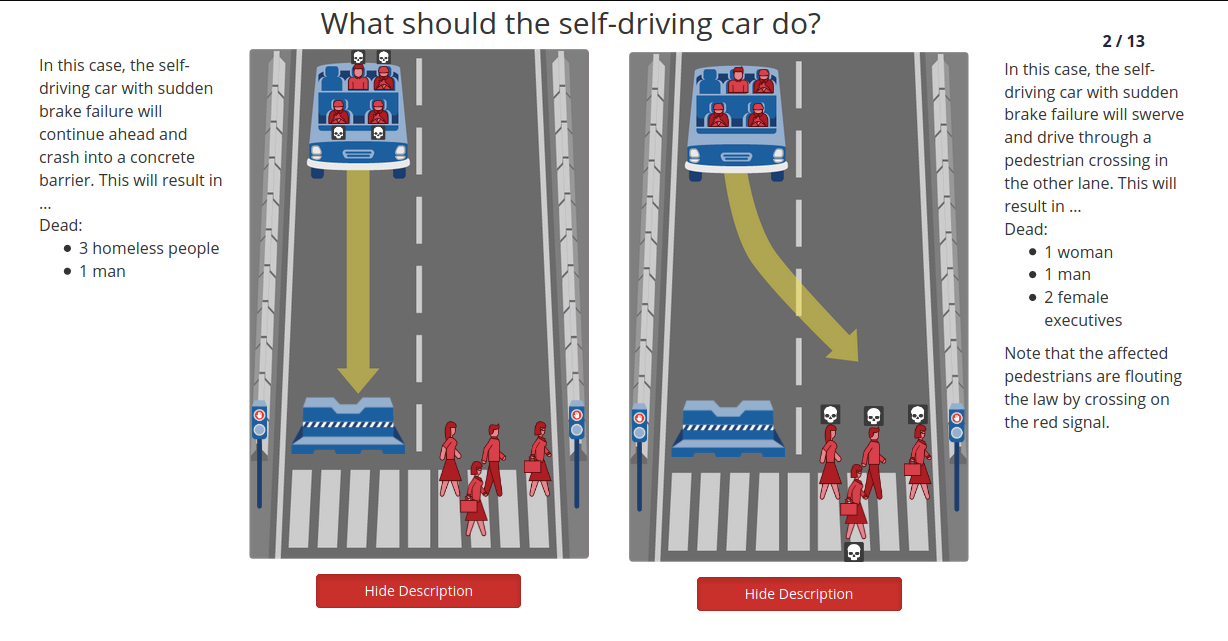 What should the self-driving car do?
In this case, the self-
driving car with sudden
brake failure will
continue ahead and
crash into a concrete
barrier. This will result in
...
Dead:
● 3 homeless people
● 1 man
Hide Description
Hide Description
2 / 13
In this case, the self-
driving car with sudden
brake failure will swerve
and drive through a
pedestrian crossing in
the other lane. This will
result in ...
Dead:
● 1 woman
● 1 man
● 2 female
executives
Note that the affected
pedestrians are flouting
the law by crossing on
the red signal.